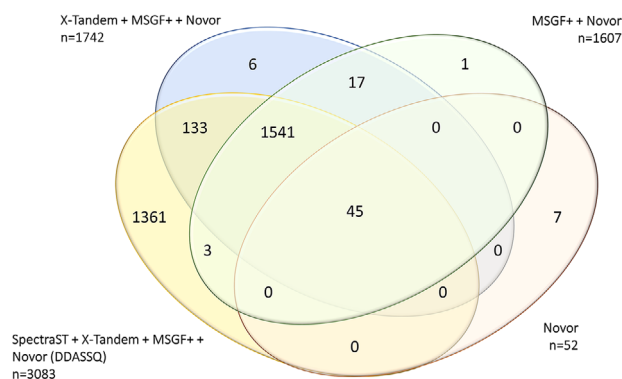 X-Tandem + MSGF+ + Novor
n=1742
MSGF+ + Novor
n=1607
6
17
1
133
1541
0
0
1361
45
7
3
0
0
0
0
SpectraST + X-Tandem + MSGF+ +
Novor (DDASSQ)
n=3083
Novor
n=52